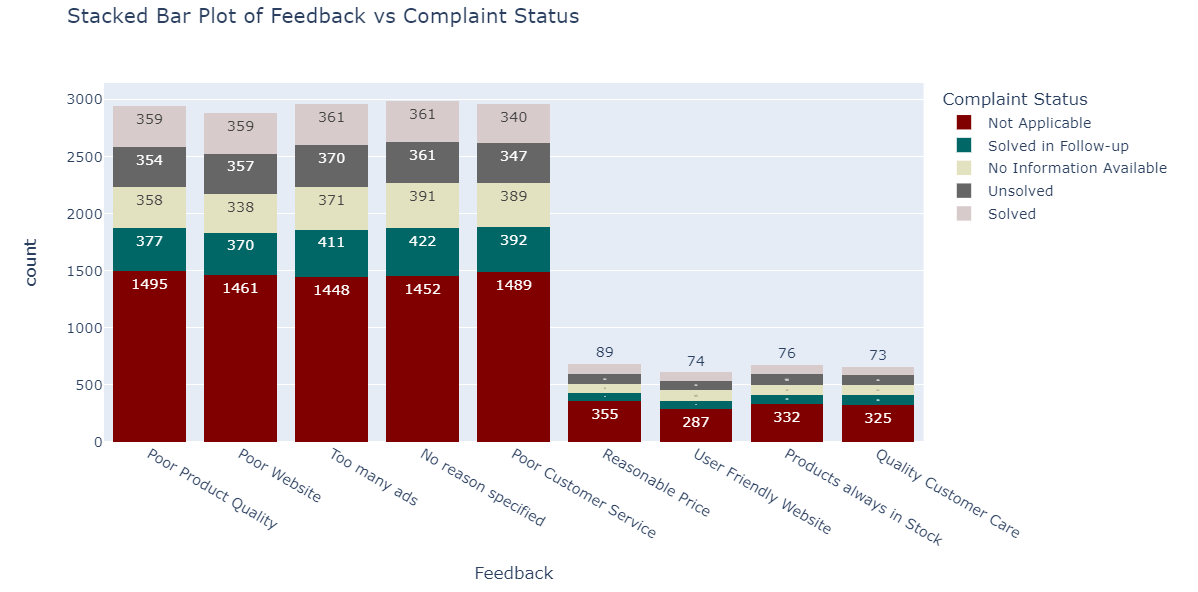 Stacked Bar Plot of Feedback vs Complaint Status
Complaint Status
Not Applicable
Solved in Follow-up
No Information Available
Unsolved
Solved
count
3000
2500
2000
1500
1000
500
0
359 359 361 361 340
354 357 370 361 347
358 338 371 391 389
377 370 411 422 392
1495 1461 1448 1452 1489
89 74 76 73
355 287 332 325
Poor Product Quality
Poor Website
Too many ads
No reason specified
Poor Customer Service
Reasonable Price
User Friendly Website
Products always in Stock
Quality Customer Care
Feedback